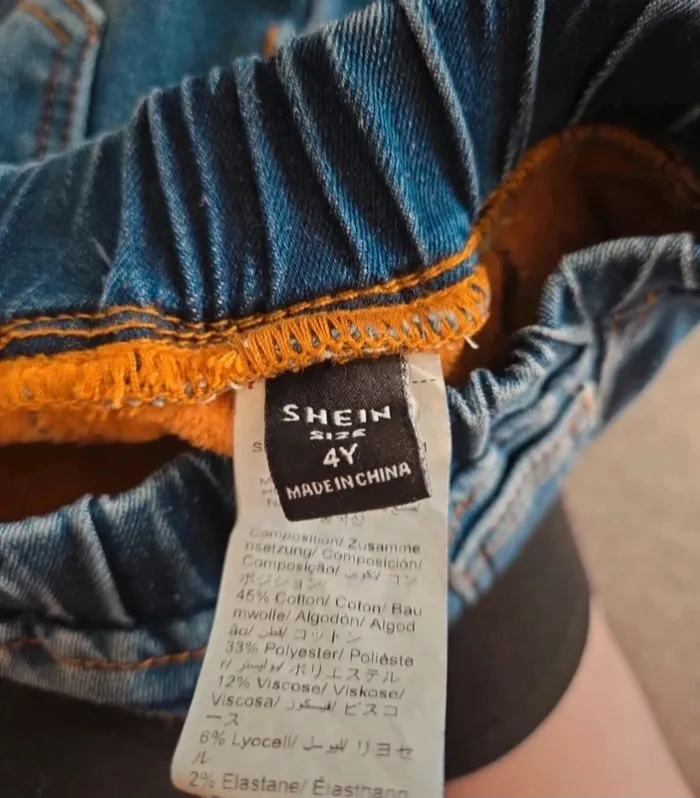 SHEIN
SIZE
4Y
MADE IN CHINA
Composition/ Zusamme
nsetzung/ Composición/
Composição/ تكوين/ コン
ポジション/
45% Cotton/ Coton/ Bau
mwolle/ Algodón/ Algod
ão/ قطن/ コットン
33% Polyester/ Polieste
r/ بوليستر/ ポリエステル
12% Viscose/ Viskose/
Viscosa/ فيسكوز/ ビスコ
ース
6% Lyocell/ ليوسل/ リヨセ
ル
2% Elastane/ Élasthann